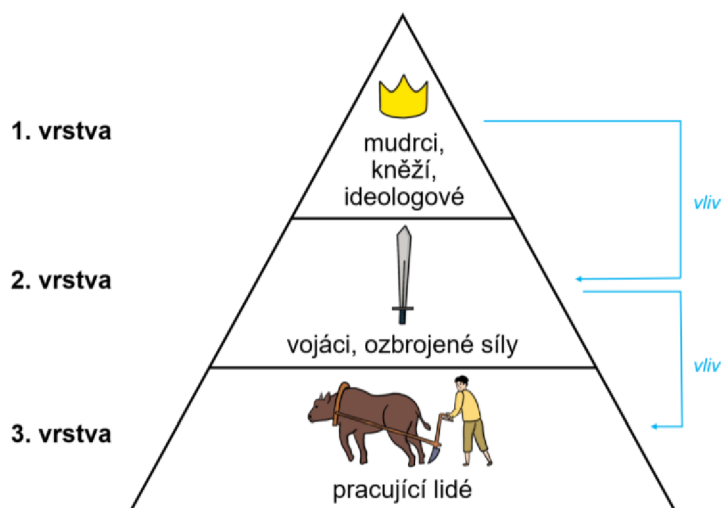 1. vrstva
mudrci,
kněží,
ideologové
vliv
2. vrstva
vojáci, ozbrojené síly
vliv
3. vrstva
pracující lidé